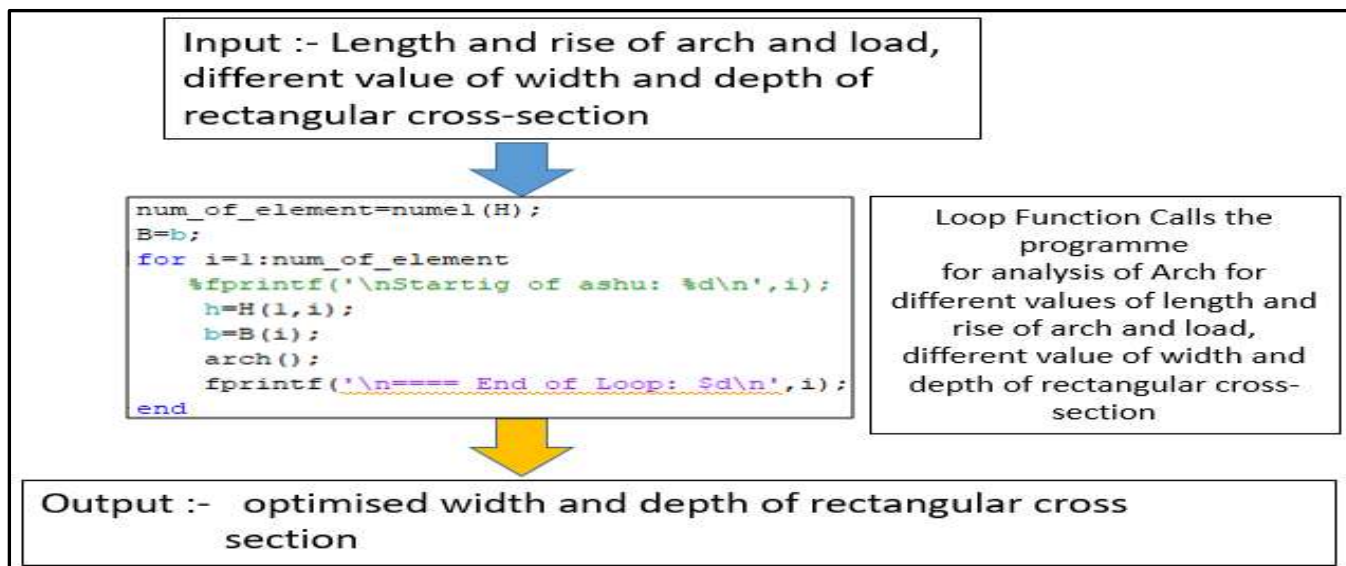 Input :- Length and rise of arch and load,
different value of width and depth of
rectangular cross-section
num_of_element=numel(H);
B=b;
for i=1:num_of_element
%fprintf('\nStartig of ashu: %d\n',i);
h=H(1,i);
b=B(i);
arch();
fprintf('\n==== End of Loop: %d\n',i);
end
Loop Function Calls the
programme
for analysis of Arch for
different values of length and
rise of arch and load,
different value of width and
depth of rectangular cross-
section
Output :- optimised width and depth of rectangular cross
section